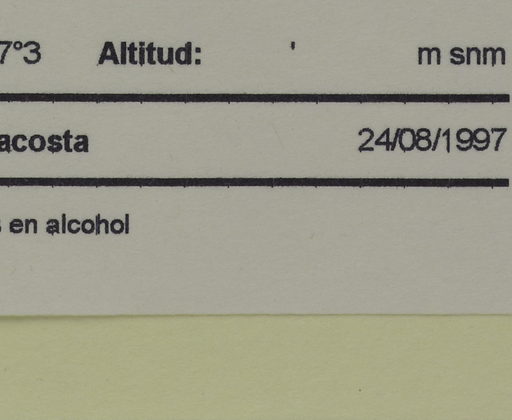 7°3 Altitud: ' m snm
acosta 24/08/1997
s en alcohol